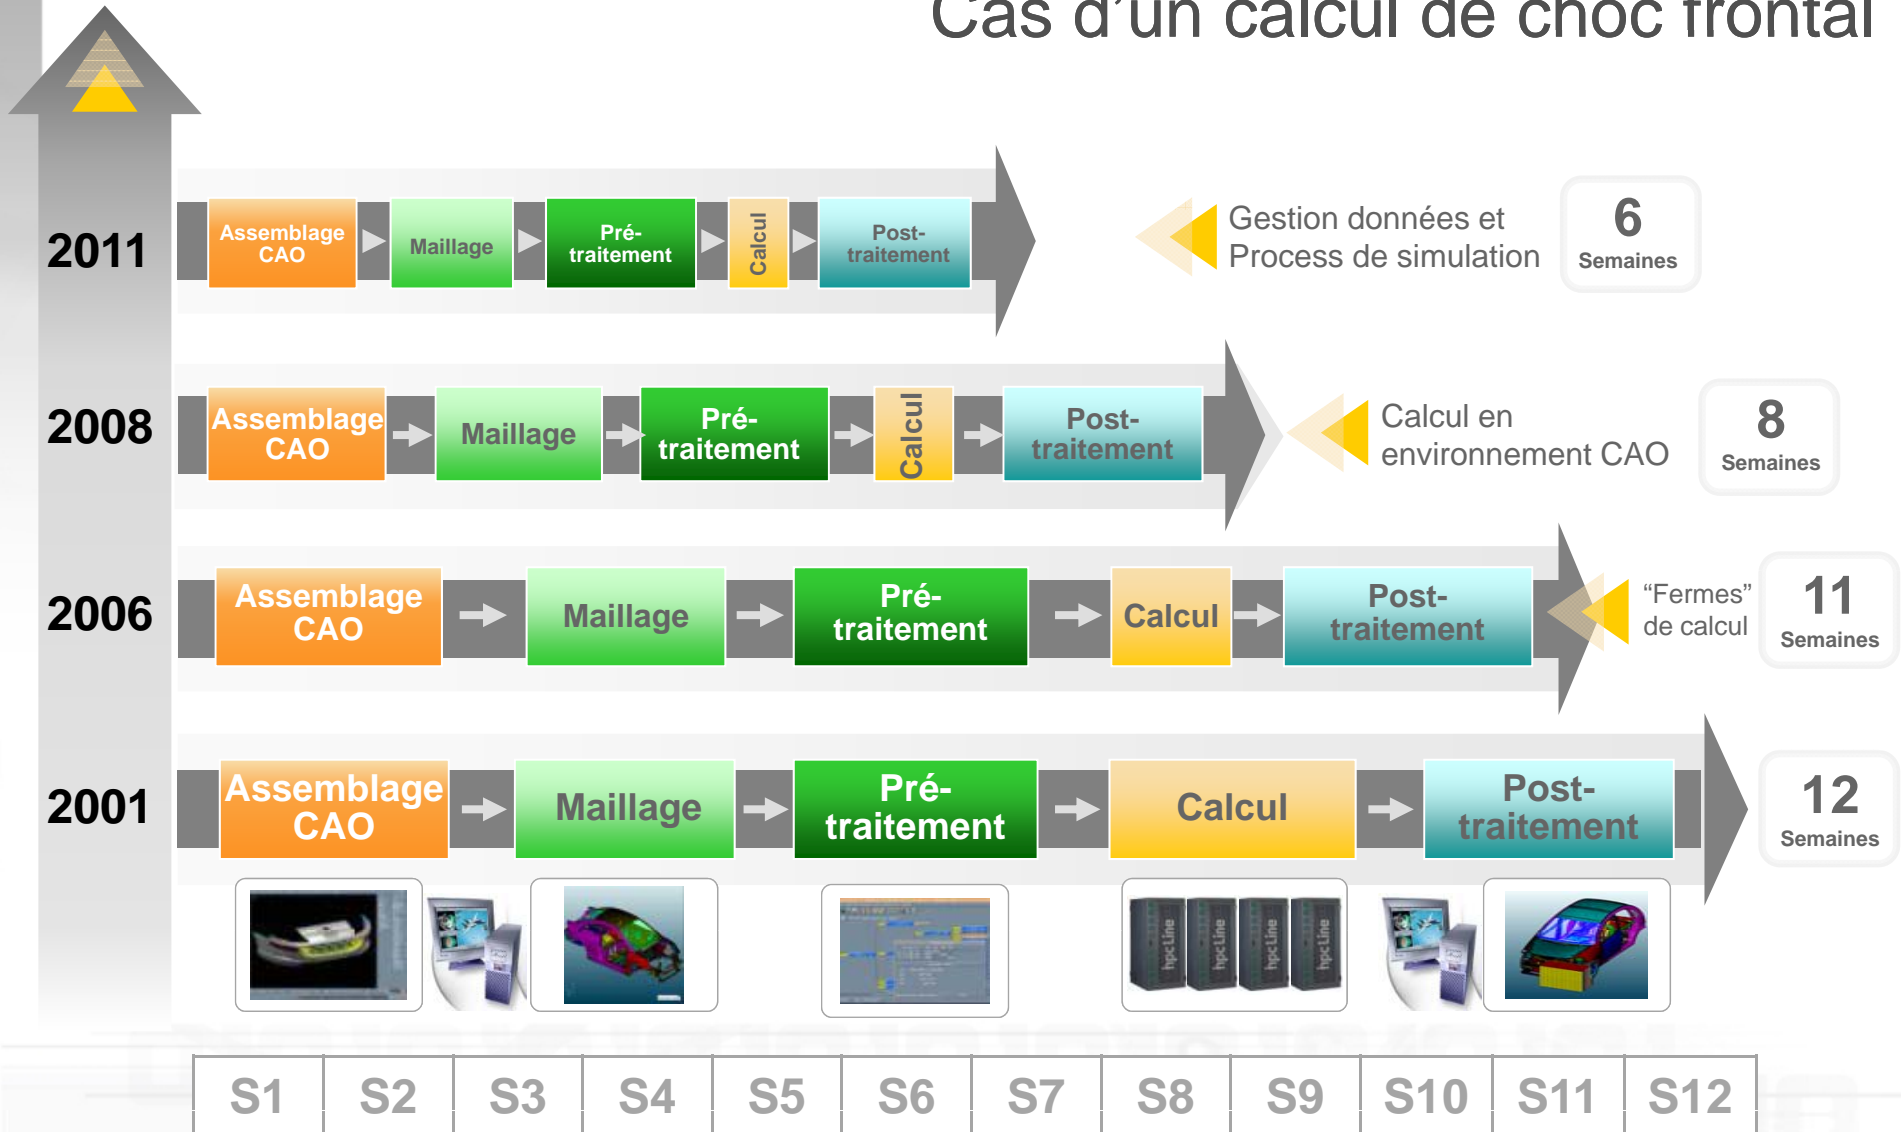 Cas d'un calcul de choc frontal
2011
Assemblage
CAO
Maillage
Pré-
traitement
Calcul
Post-
traitement
Gestion données et
Process de simulation
6
Semaines
2008
Assemblage
CAO
Maillage
Pré-
traitement
Calcul
Post-
traitement
Calcul en
environnement CAO
8
Semaines
2006
Assemblage
CAO
Maillage
Pré-
traitement
Calcul
Post-
traitement
“Fermes”
de calcul
11
Semaines
2001
Assemblage
CAO
Maillage
Pré-
traitement
Calcul
Post-
traitement
12
Semaines
hpcLine
hpcLine
hpcLine
hpcLine
S1
S2
S3
S4
S5
S6
S7
S8
S9
S10
S11
S12